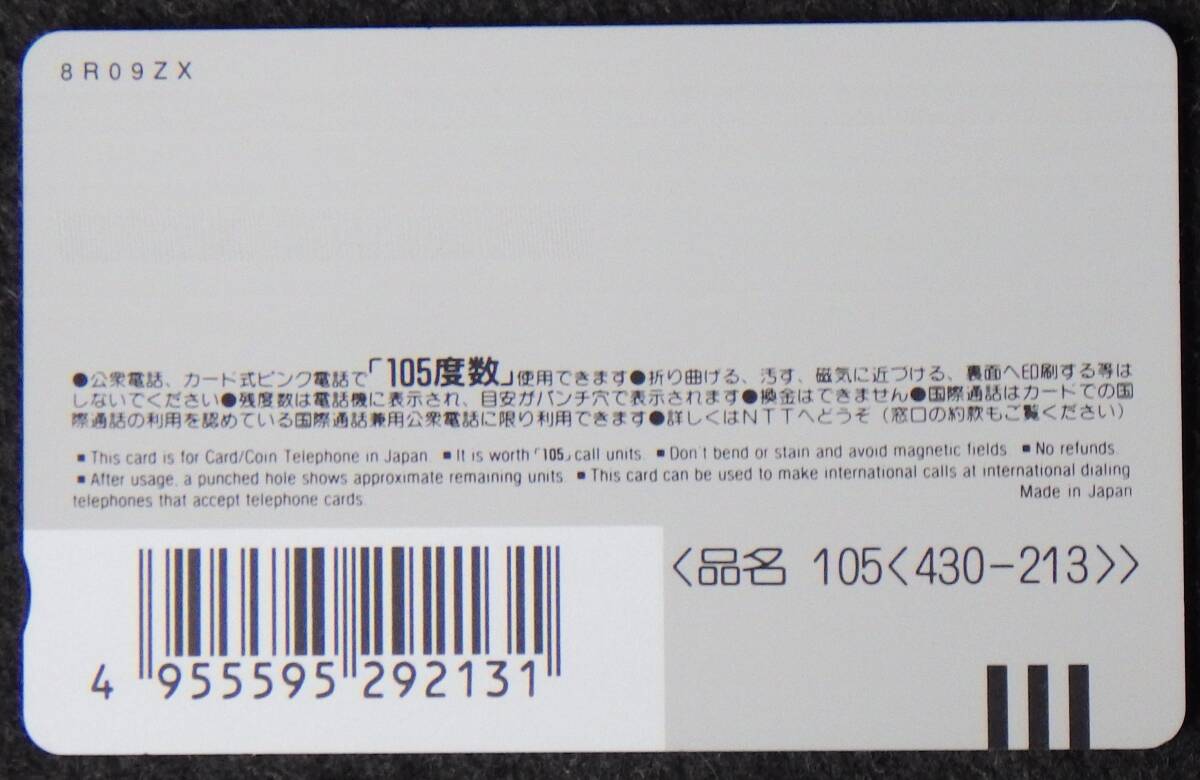 8R09ZX
●公衆電話、カード式ピンク電話で「105度数」使用できます●折り曲げる、汚す、磁気に近づける、裏面へ印刷する等は
しないでください●残度数は電話機に表示され、目安がパンチ穴で表示されます●換金はできません●国際通話はカードでの国
際通話の利用を認めている国際通話兼用公衆電話に限り利用できます●詳しくはNTTへどうぞ(窓口の約款もご覧ください)
■ This card is for Card/Coin Telephone in Japan. ■ It is worth「105」call units. ■ Don't bend or stain and avoid magnetic fields. ■ No refunds.
■ After usage, a punched hole shows approximate remaining units. ■ This card can be used to make international calls at international dialing
telephones that accept telephone cards.
Made in Japan
<品名 105<430-213>>
4 955595 292131